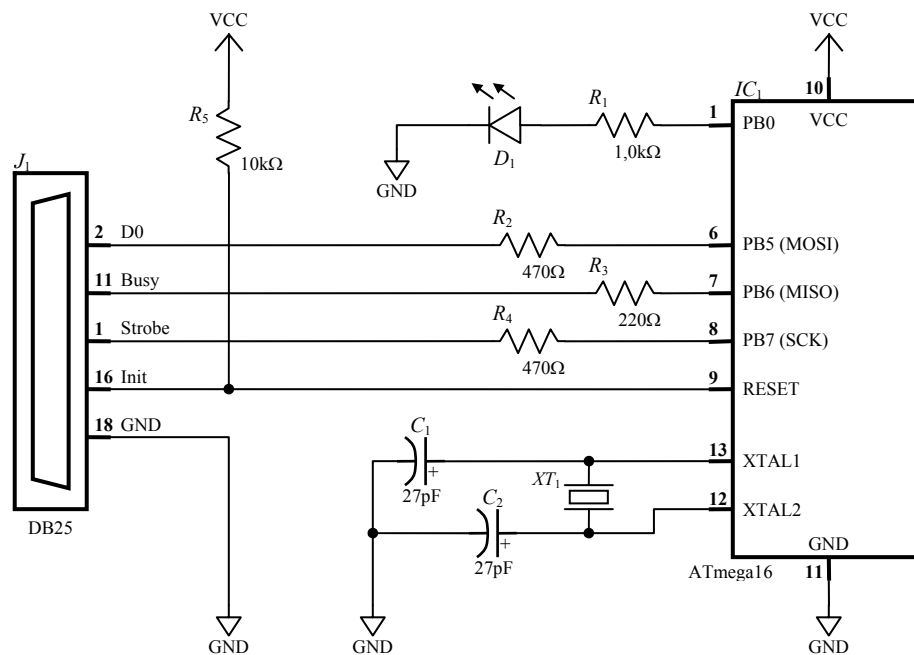 VCC
VCC
R5
10kΩ
D1
R1
1,0kΩ
GND
IC1
10
VCC
1 PB0
J1
2 D0
R2
470Ω
6 PB5 (MOSI)
11 Busy
R3
220Ω
7 PB6 (MISO)
1 Strobe
R4
470Ω
8 PB7 (SCK)
16 Init
9 RESET
18 GND
C1
+
27pF
XT1
13 XTAL1
C2
+
27pF
12 XTAL2
DB25
GND
ATmega16
11
GND
GND
GND